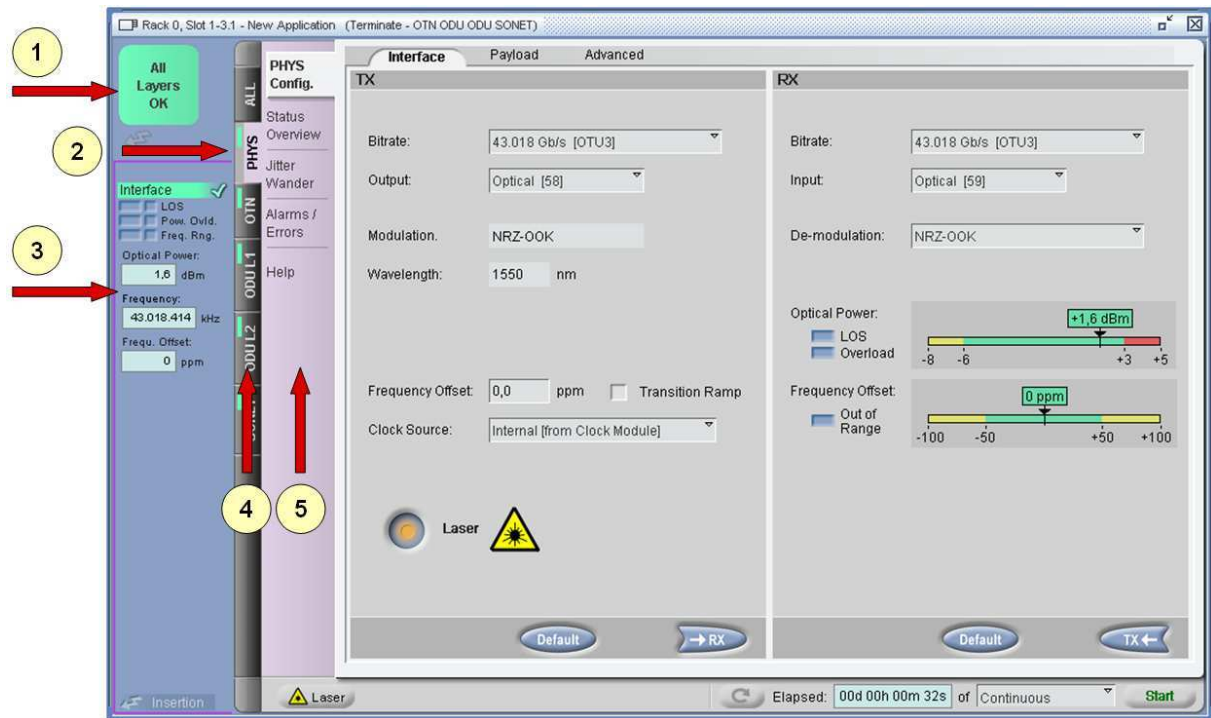 Rack 0, Slot 1-3.1 - New Application (Terminate - OTN ODU ODU SONET)
1
All
Layers
OK
2
Interface
LOS
Pow. Ovld.
Freq. Rng.
3
Optical Power:
1,6 dBm
Frequency:
43.018.414 kHz
Frequ. Offset:
0 ppm
Insertion
ALL
PHYS
OTN
ODU L1
ODU L2
SONET
4
PHYS
Config.
Status
Overview
Jitter
Wander
Alarms /
Errors
Help
5
Interface Payload Advanced
TX
Bitrate: 43.018 Gb/s [OTU3]
Output: Optical [58]
Modulation. NRZ-OOK
Wavelength: 1550 nm
Frequency Offset: 0,0 ppm Transition Ramp
Clock Source: Internal [from Clock Module]
Laser
Default RX
RX
Bitrate: 43.018 Gb/s [OTU3]
Input: Optical [59]
De-modulation: NRZ-OOK
Optical Power:
LOS
Overload
+1,6 dBm
-8 -6 +3 +5
Frequency Offset:
Out of
Range
0 ppm
-100 -50 +50 +100
Default TX
Laser
Elapsed: 00d 00h 00m 32s of Continuous Start